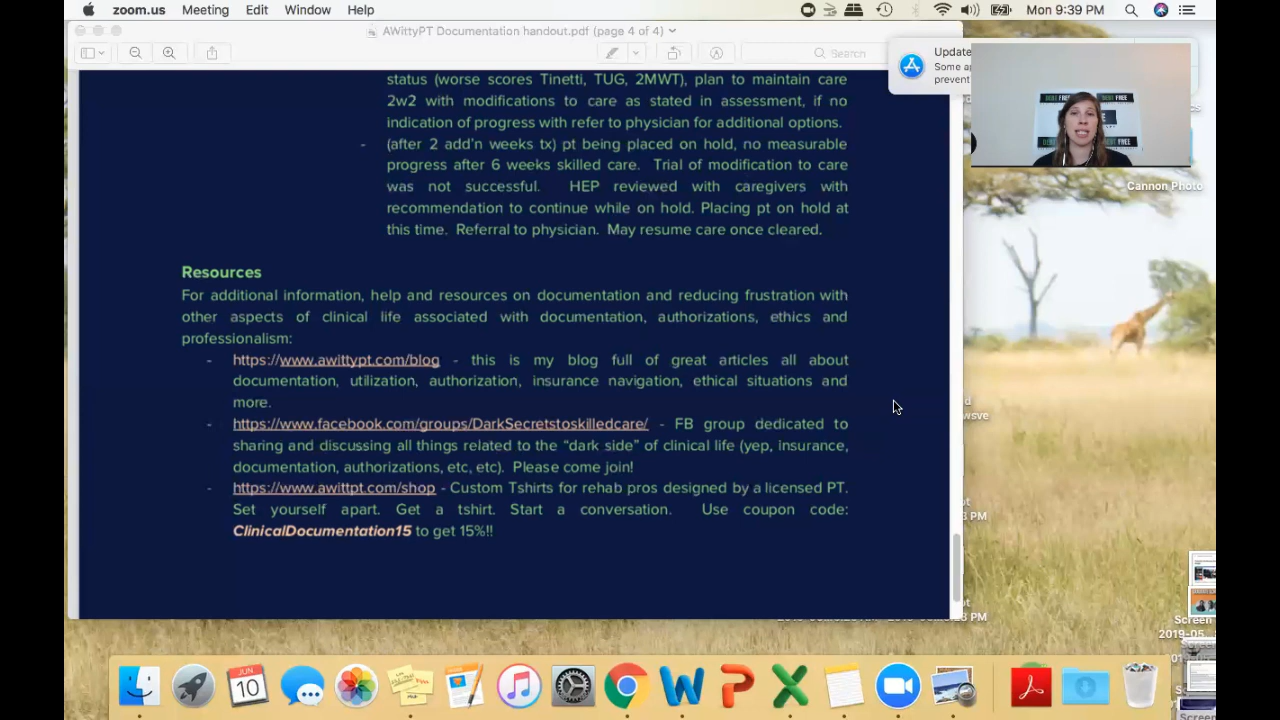 zoom.us Meeting Edit Window Help
Mon 9:39 PM
AWittyPT Documentation handout.pdf (page 4 of 4)
Search
Update
Some ap
prevent
status (worse scores Tinetti, TUG, 2MWT), plan to maintain care
2w2 with modifications to care as stated in assessment, if no
indication of progress with refer to physician for additional options.
- (after 2 add'n weeks tx) pt being placed on hold, no measurable
progress after 6 weeks skilled care. Trial of modification to care
was not successful. HEP reviewed with caregivers with
recommendation to continue while on hold. Placing pt on hold at
this time. Referral to physician. May resume care once cleared.
Cannon Photo
Resources
For additional information, help and resources on documentation and reducing frustration with
other aspects of clinical life associated with documentation, authorizations, ethics and
professionalism:
- https://www.awittypt.com/blog - this is my blog full of great articles all about
documentation, utilization, authorization, insurance navigation, ethical situations and
more.
- https://www.facebook.com/groups/DarkSecretstoskilledcare/ - FB group dedicated to
sharing and discussing all things related to the “dark side” of clinical life (yep, insurance,
documentation, authorizations, etc, etc). Please come join!
- https://www.awittpt.com/shop - Custom Tshirts for rehab pros designed by a licensed PT.
Set yourself apart. Get a tshirt. Start a conversation. Use coupon code:
ClinicalDocumentation15 to get 15%!!
Screen
2019-05
JUN
10